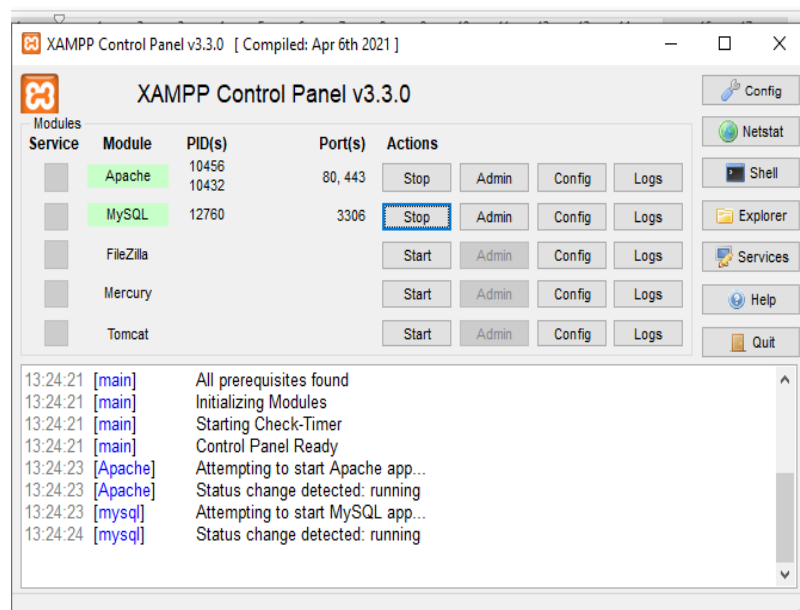 XAMPP Control Panel v3.3.0 [ Compiled: Apr 6th 2021 ]
XAMPP Control Panel v3.3.0
Config
Modules
Service Module PID(s) Port(s) Actions
Netstat
Apache 10456 10432 80, 443 Stop Admin Config Logs
Shell
MySQL 12760 3306 Stop Admin Config Logs
Explorer
FileZilla Start Admin Config Logs
Services
Mercury Start Admin Config Logs
Help
Tomcat Start Admin Config Logs
Quit
13:24:21 [main] All prerequisites found
13:24:21 [main] Initializing Modules
13:24:21 [main] Starting Check-Timer
13:24:21 [main] Control Panel Ready
13:24:23 [Apache] Attempting to start Apache app...
13:24:23 [Apache] Status change detected: running
13:24:23 [mysql] Attempting to start MySQL app...
13:24:24 [mysql] Status change detected: running